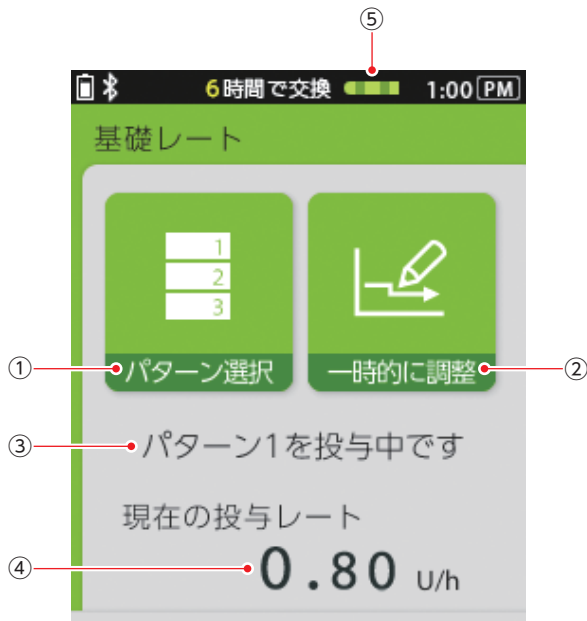 ⑤
6時間で交換 1:00 PM
基礎レート
1
2
3
① パターン選択 一時的に調整 ②
③ パターン1を投与中です
現在の投与レート
④ 0.80 U/h